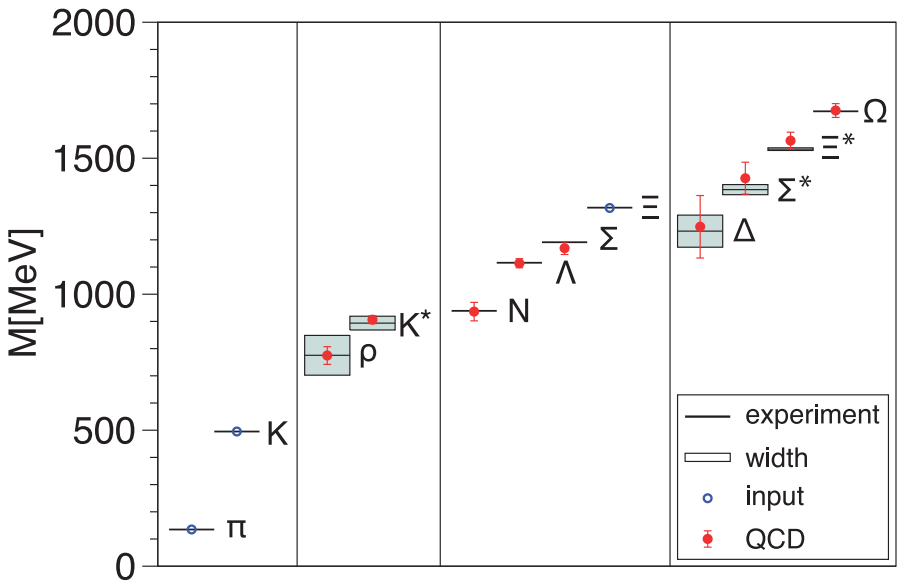 2000
1500
1000
500
0
M[MeV]
π
K
ρ
K*
N
Λ
Σ
Ξ
Δ
Σ*
Ξ*
Ω
experiment
width
input
QCD